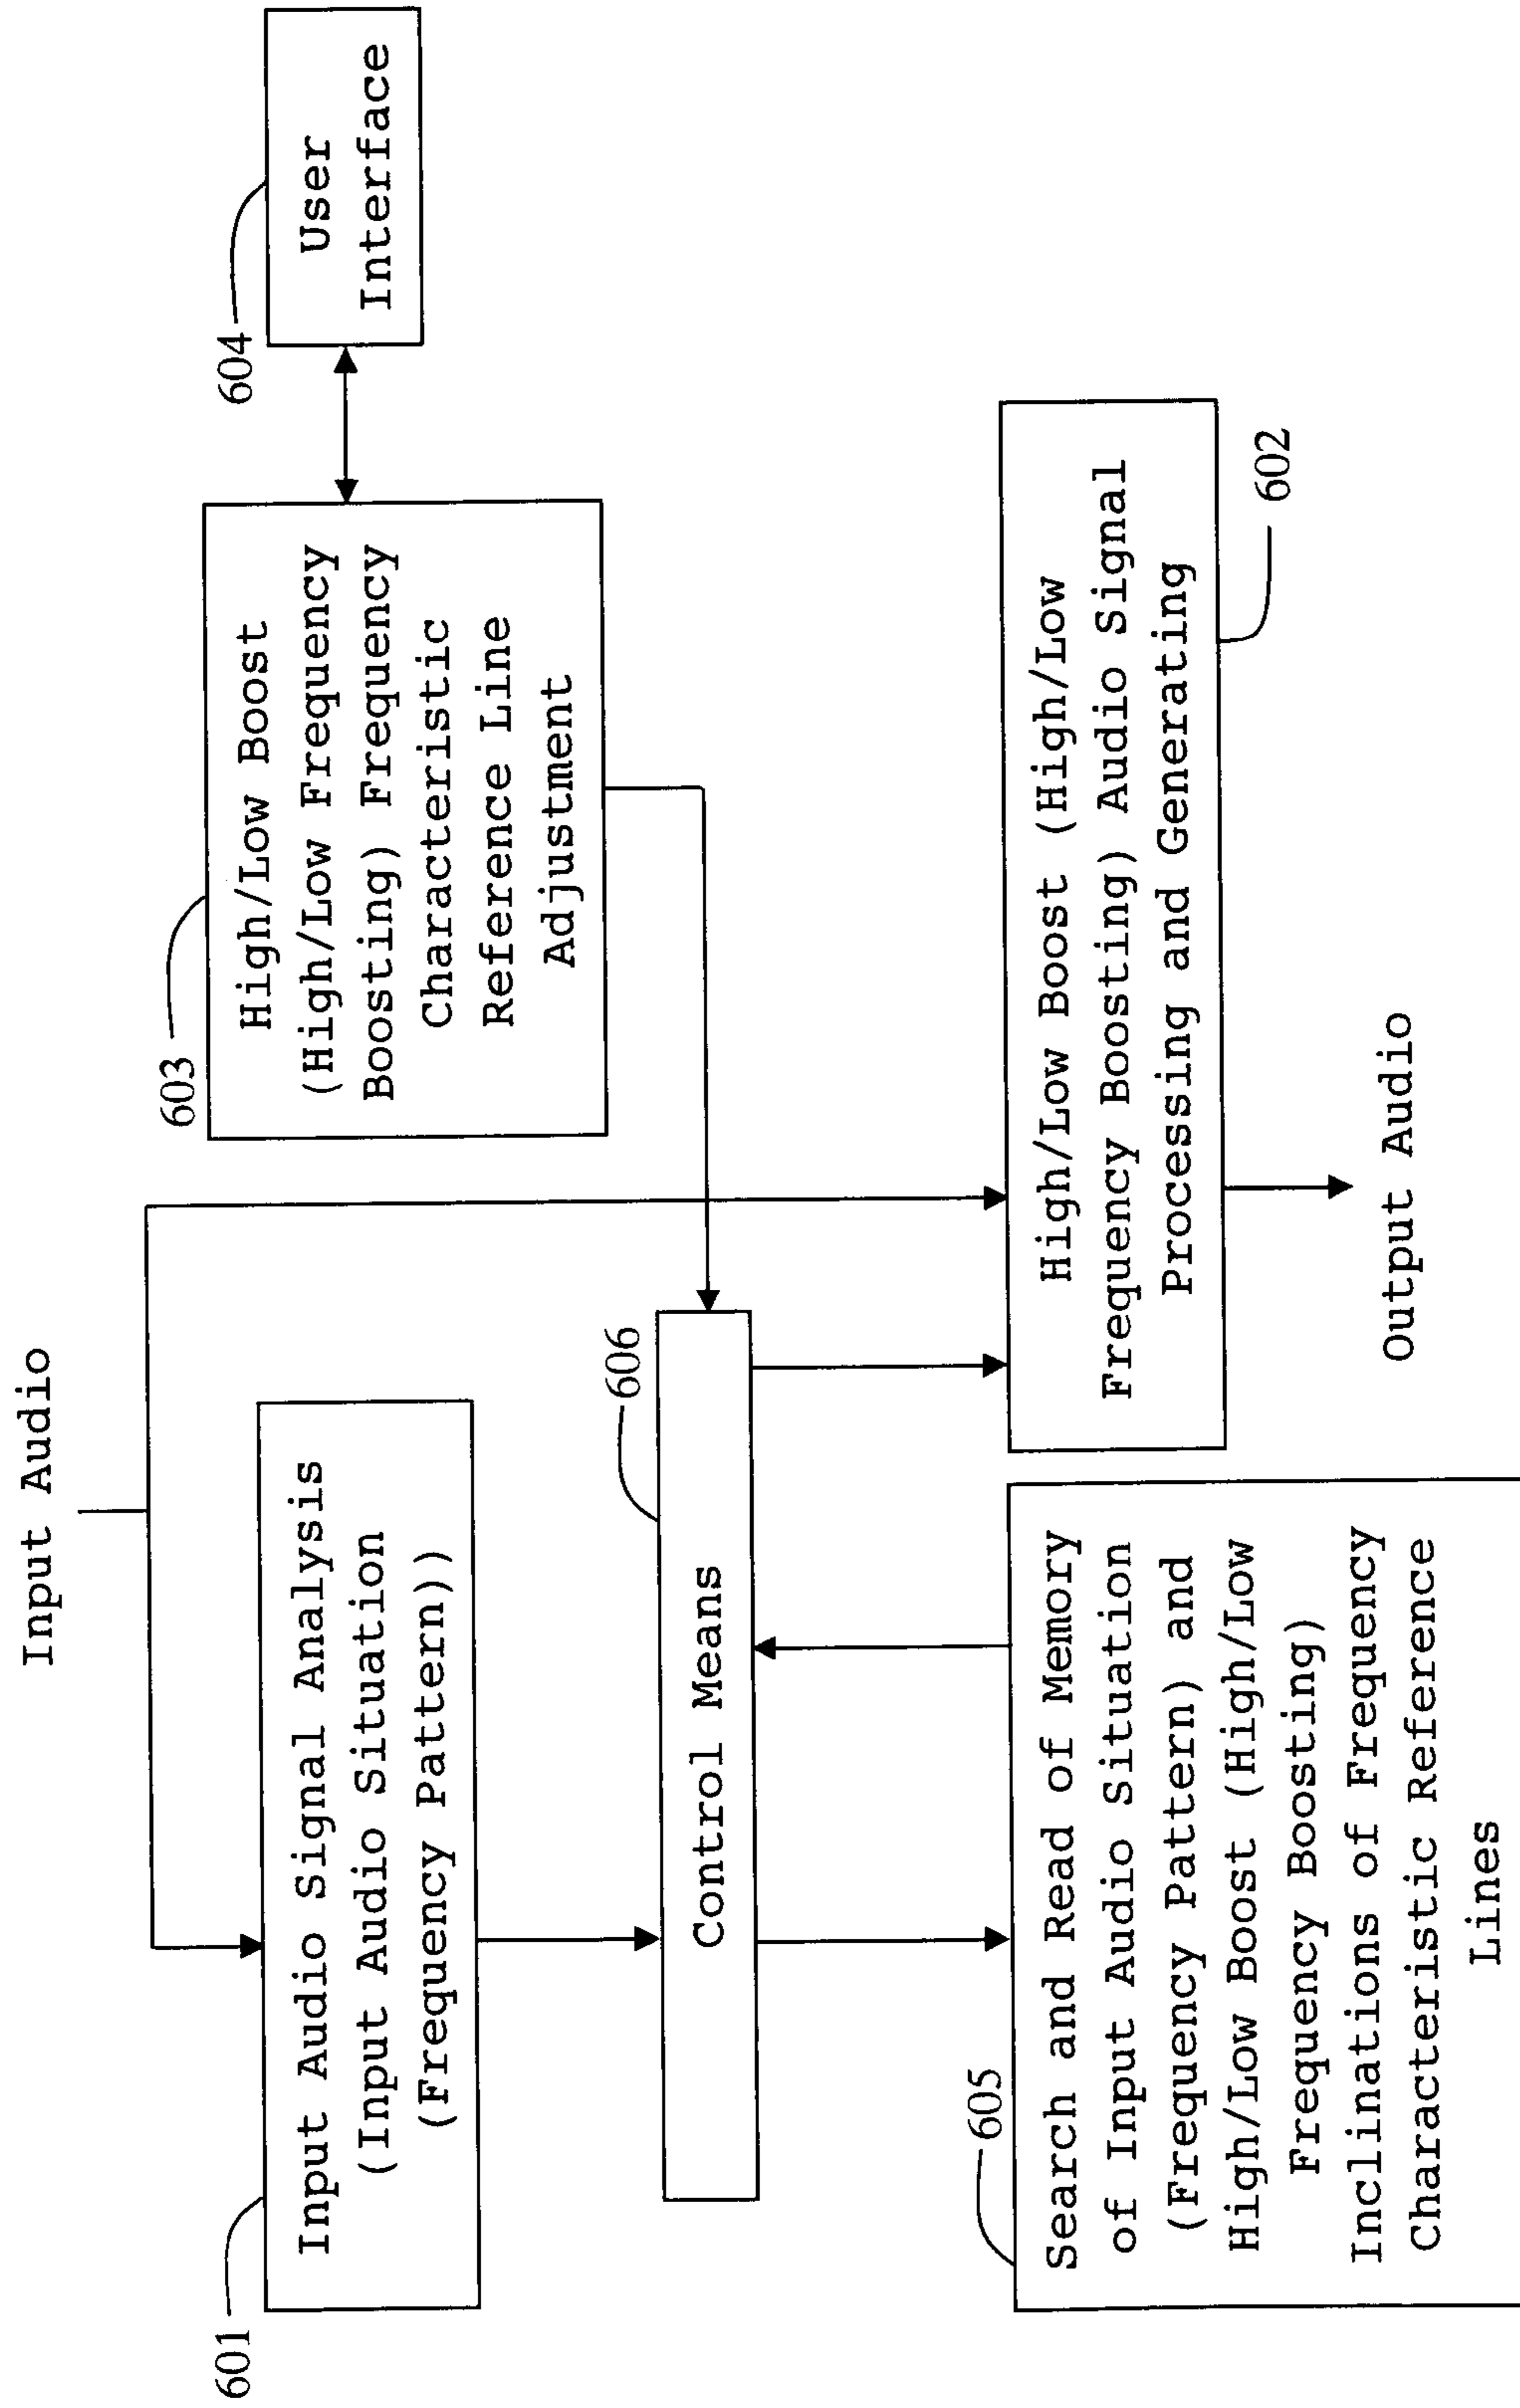 Input Audio
601
Input Audio Signal Analysis
(Input Audio Situation
(Frequency Pattern))
603
High/Low Boost
(High/Low Frequency
Boosting) Frequency
Characteristic
Reference Line
Adjustment
604
User
Interface
606
Control Means
605
Search and Read of Memory
of Input Audio Situation
(Frequency Pattern) and
High/Low Boost (High/Low
Frequency Boosting)
Inclinations of Frequency
Characteristic Reference
Lines
High/Low Boost (High/Low
Frequency Boosting) Audio Signal
Processing and Generating
602
Output Audio